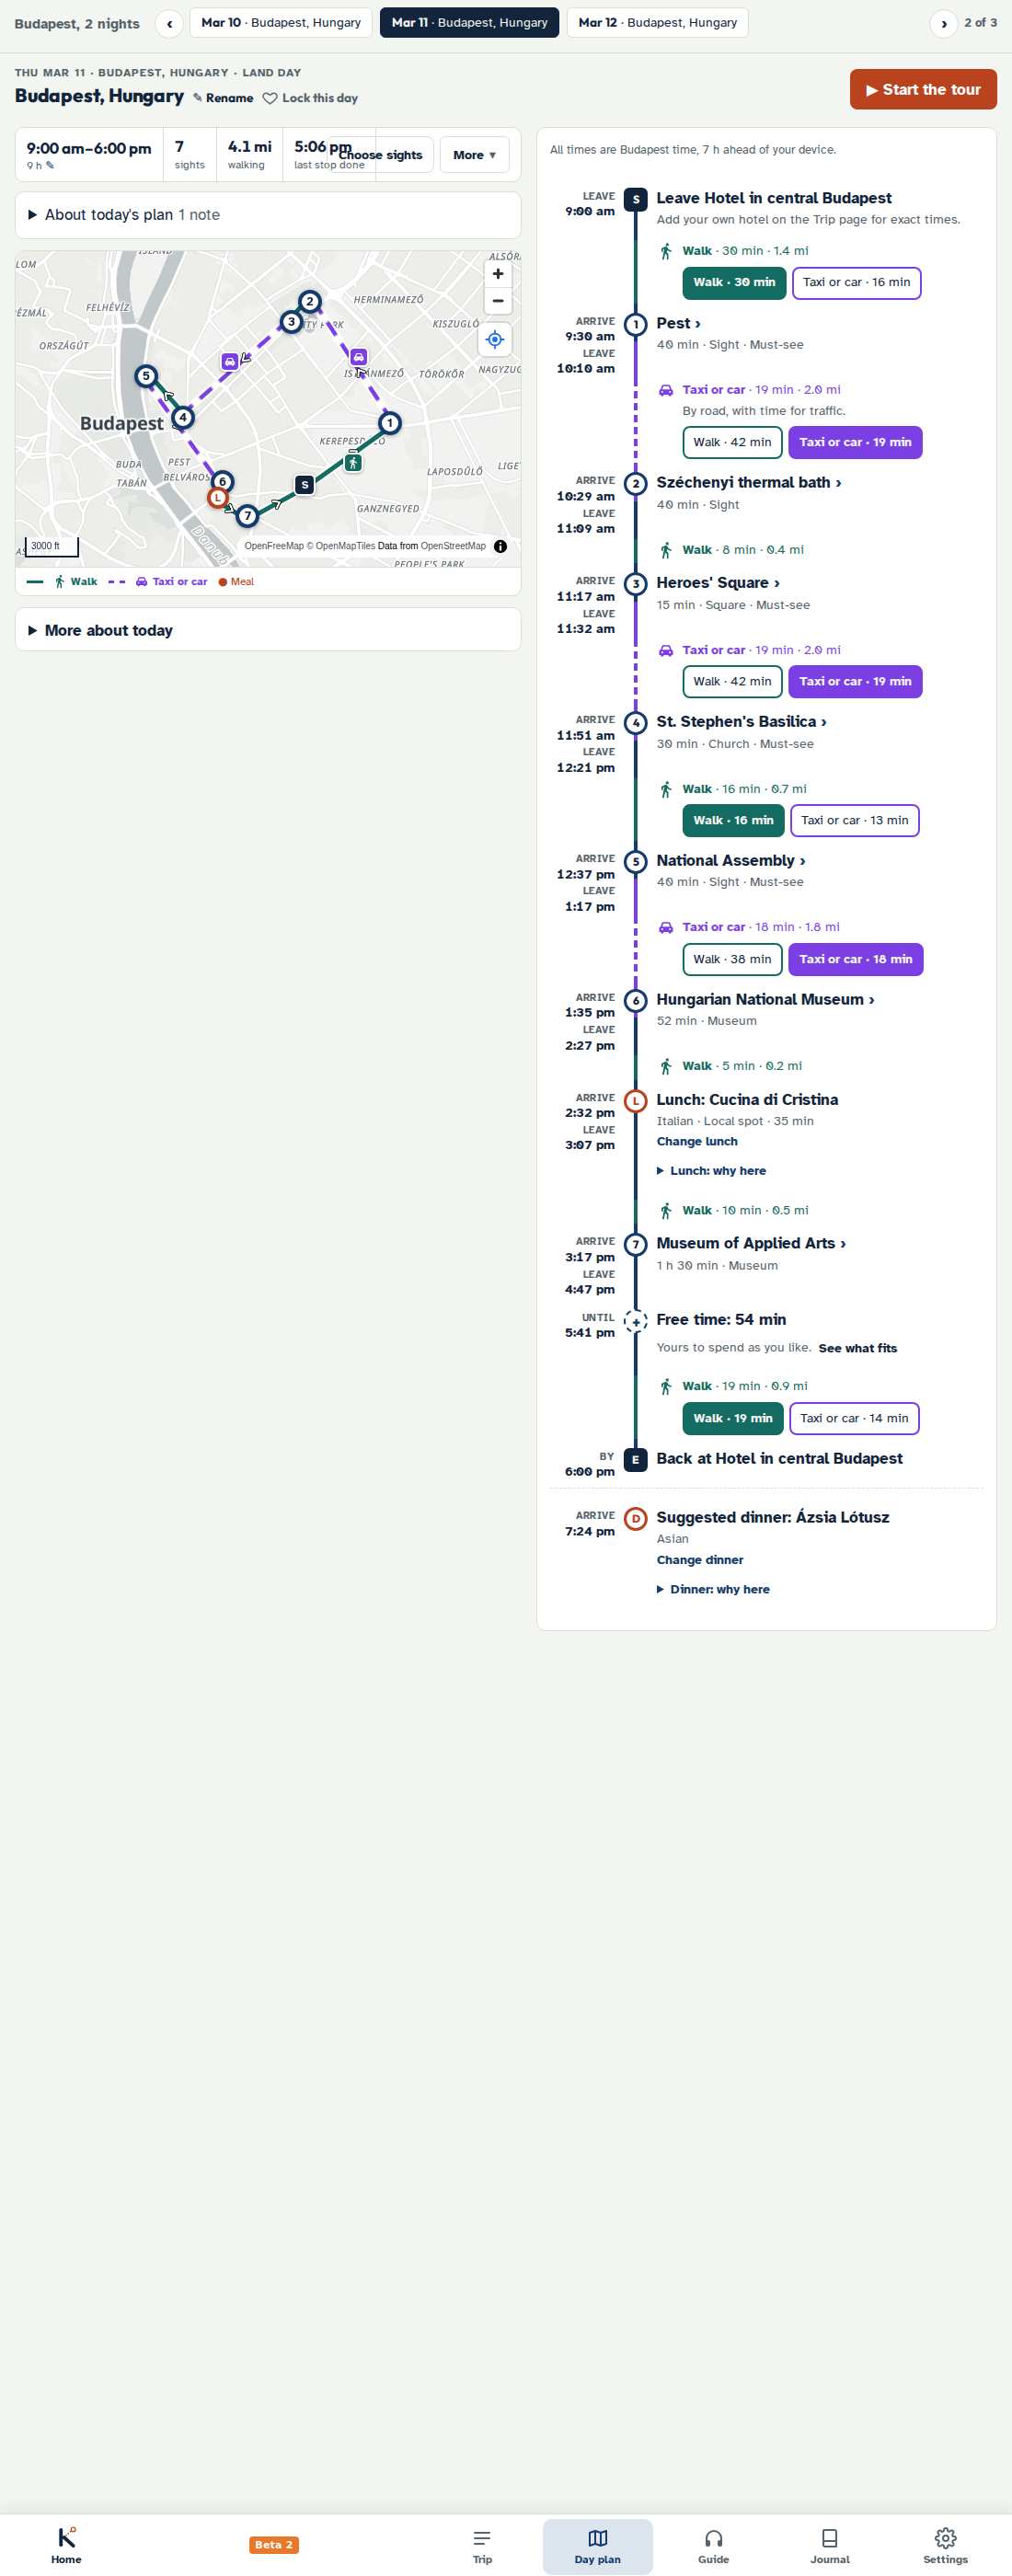 Budapest, 2 nights
‹
Mar 10 · Budapest, Hungary
Mar 11 · Budapest, Hungary
Mar 12 · Budapest, Hungary
›
2 of 3
THU MAR 11 · BUDAPEST, HUNGARY · LAND DAY
Budapest, Hungary ✎ Rename Lock this day
▶ Start the tour
9:00 am–6:00 pm
9 h ✎
7
sights
4.1 mi
walking
5:06 pm
last stop done
Choose sights
More ▾
▶ About today's plan 1 note
LOM
ALSÓR
HERMINAMEZŐ
FELHÉVÍZ
ÉZMÁL
KISZUGLÓ
ORSZÁGÚT
TÖRÖKŐR
NAGYZUG
Budapest
BUDA
PEST
TABÁN
BELVÁROS
LAPOSDŰLŐ
LIGE
GANZNEGYED
PEOPLE'S PARK
2
3
5
4
1
6
L
S
7
+
−
3000 ft
OpenFreeMap © OpenMapTiles Data from OpenStreetMap
Walk
Taxi or car
Meal
▶ More about today
All times are Budapest time, 7 h ahead of your device.
LEAVE
9:00 am
S
Leave Hotel in central Budapest
Add your own hotel on the Trip page for exact times.
Walk · 30 min · 1.4 mi
Walk · 30 min
Taxi or car · 16 min
ARRIVE
9:30 am
LEAVE
10:10 am
1
Pest ›
40 min · Sight · Must-see
Taxi or car · 19 min · 2.0 mi
By road, with time for traffic.
Walk · 42 min
Taxi or car · 19 min
ARRIVE
10:29 am
LEAVE
11:09 am
2
Széchenyi thermal bath ›
40 min · Sight
Walk · 8 min · 0.4 mi
ARRIVE
11:17 am
LEAVE
11:32 am
3
Heroes' Square ›
15 min · Square · Must-see
Taxi or car · 19 min · 2.0 mi
Walk · 42 min
Taxi or car · 19 min
ARRIVE
11:51 am
LEAVE
12:21 pm
4
St. Stephen's Basilica ›
30 min · Church · Must-see
Walk · 16 min · 0.7 mi
Walk · 16 min
Taxi or car · 13 min
ARRIVE
12:37 pm
LEAVE
1:17 pm
5
National Assembly ›
40 min · Sight · Must-see
Taxi or car · 18 min · 1.8 mi
Walk · 38 min
Taxi or car · 18 min
ARRIVE
1:35 pm
LEAVE
2:27 pm
6
Hungarian National Museum ›
52 min · Museum
Walk · 5 min · 0.2 mi
ARRIVE
2:32 pm
LEAVE
3:07 pm
L
Lunch: Cucina di Cristina
Italian · Local spot · 35 min
Change lunch
▶ Lunch: why here
Walk · 10 min · 0.5 mi
ARRIVE
3:17 pm
LEAVE
4:47 pm
7
Museum of Applied Arts ›
1 h 30 min · Museum
UNTIL
5:41 pm
+
Free time: 54 min
Yours to spend as you like. See what fits
Walk · 19 min · 0.9 mi
Walk · 19 min
Taxi or car · 14 min
BY
6:00 pm
E
Back at Hotel in central Budapest
ARRIVE
7:24 pm
D
Suggested dinner: Ázsia Lótusz
Asian
Change dinner
▶ Dinner: why here
Home
Beta 2
Trip
Day plan
Guide
Journal
Settings